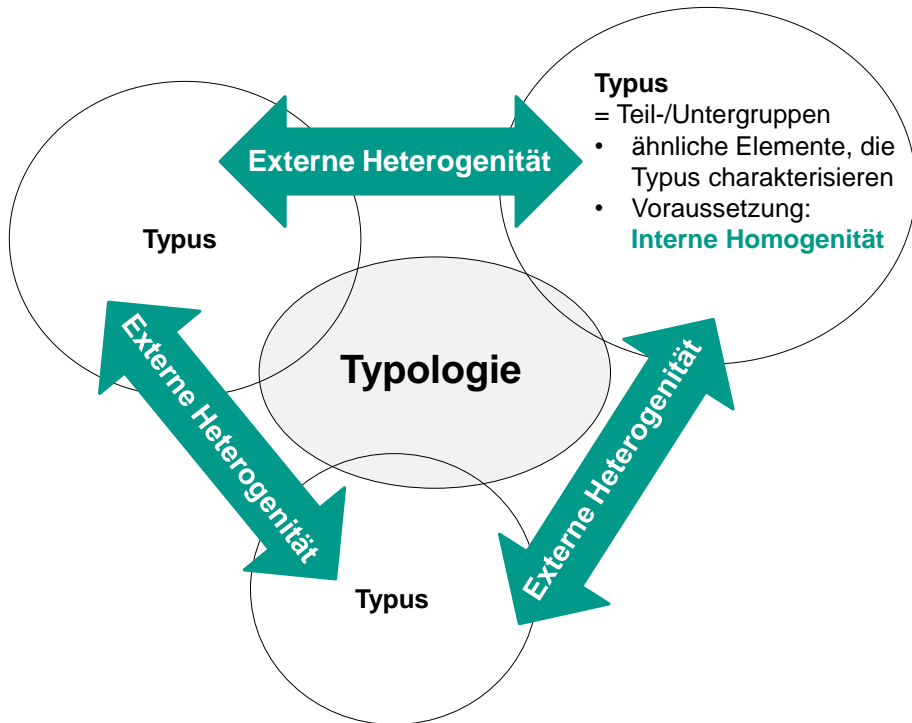 Typus
= Teil-/Untergruppen
• ähnliche Elemente, die
Typus charakterisieren
• Voraussetzung:
Interne Homogenität
Externe Heterogenität
Typus
Typologie
Externe Heterogenität
Externe Heterogenität
Typus